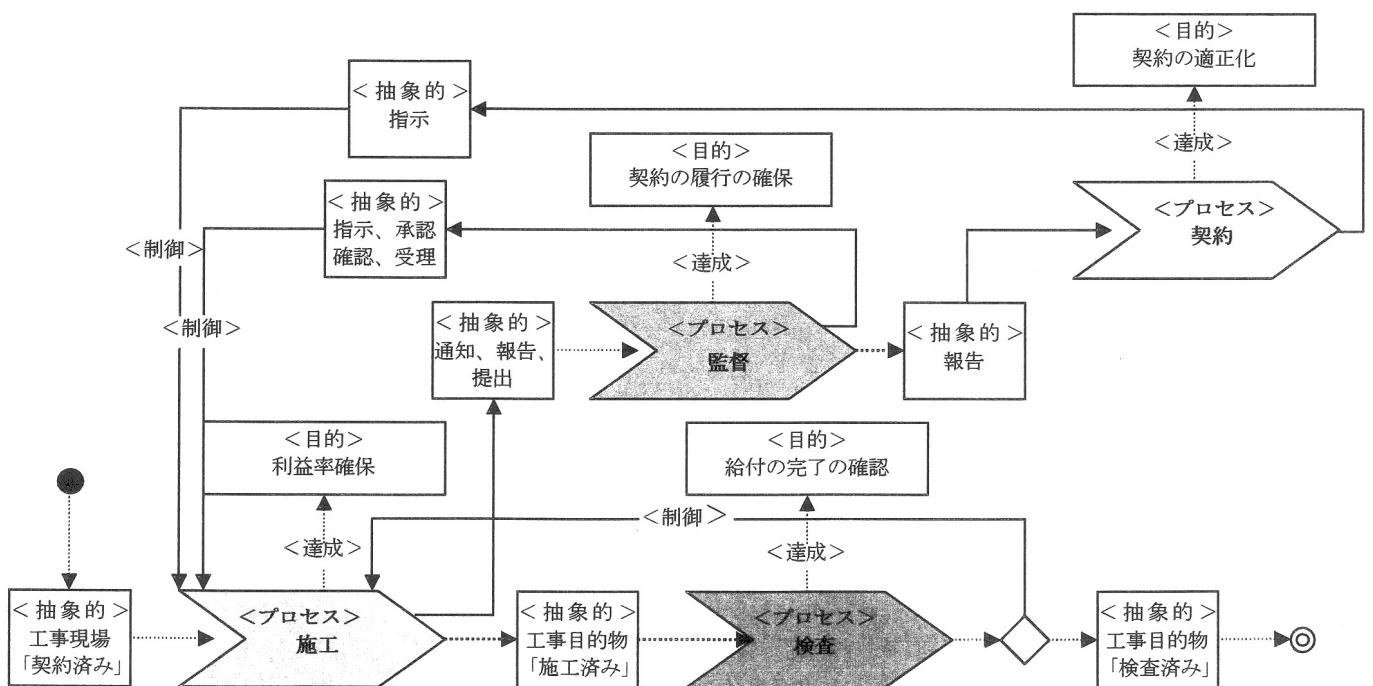 ＜目的＞
契約の適正化
＜抽象的＞
指示
＜達成＞
＜目的＞
契約の履行の確保
＜プロセス＞
契約
＜抽象的＞
指示、承認
確認、受理
＜制御＞
＜達成＞
＜制御＞
＜抽象的＞
通知、報告、
提出
＜プロセス＞
監督
＜抽象的＞
報告
＜目的＞
利益率確保
＜目的＞
給付の完了の確認
＜制御＞
＜達成＞
＜達成＞
＜抽象的＞
工事現場
「契約済み」
＜プロセス＞
施工
＜抽象的＞
工事目的物
「施工済み」
＜プロセス＞
検査
＜抽象的＞
工事目的物
「検査済み」